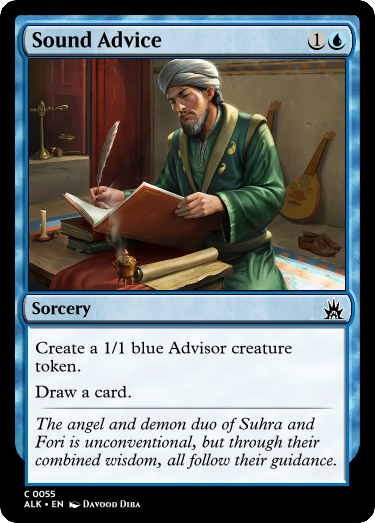 Sound Advice 1
Sorcery
Create a 1/1 blue Advisor creature
token.
Draw a card.
The angel and demon duo of Suhra and
Fori is unconventional, but through their
combined wisdom, all follow their guidance.
C 0055
ALK • EN Davood Diba